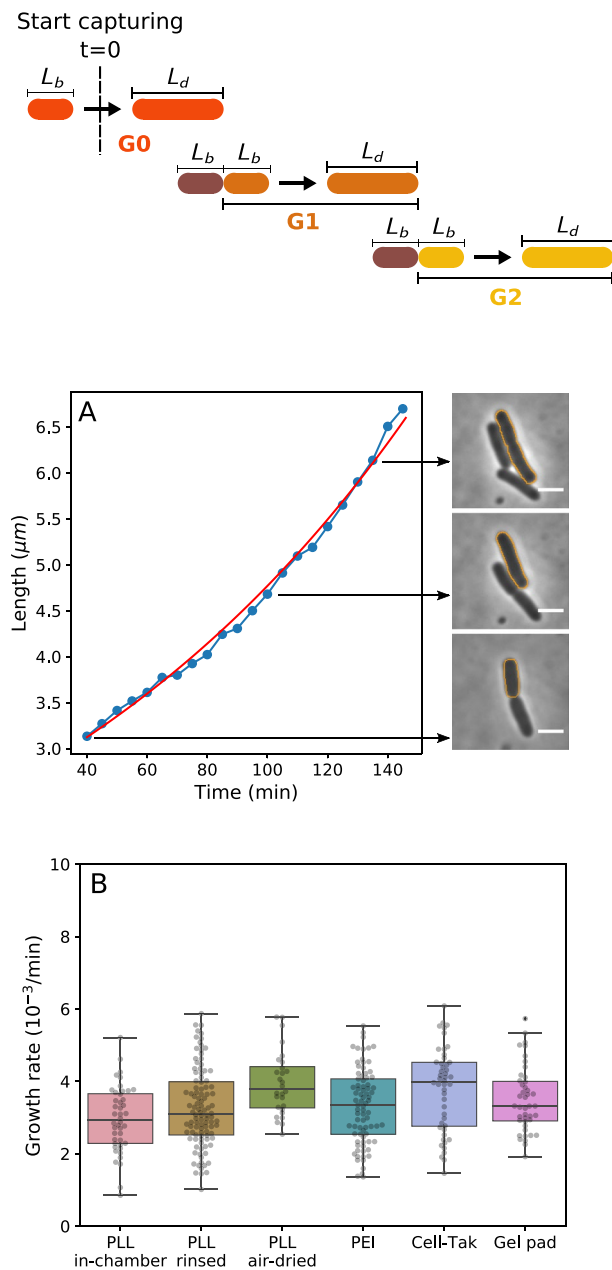 Start capturing
t=0
L_b L_d
G0
L_b L_b L_d
G1
L_b L_b L_d
G2
A
Length (μm)
6.5
6.0
5.5
5.0
4.5
4.0
3.5
3.0
40 60 80 100 120 140
Time (min)
B
Growth rate (10⁻³/min)
10
8
6
4
2
0
PLL in-chamber
PLL rinsed
PLL air-dried
PEI
Cell-Tak
Gel pad